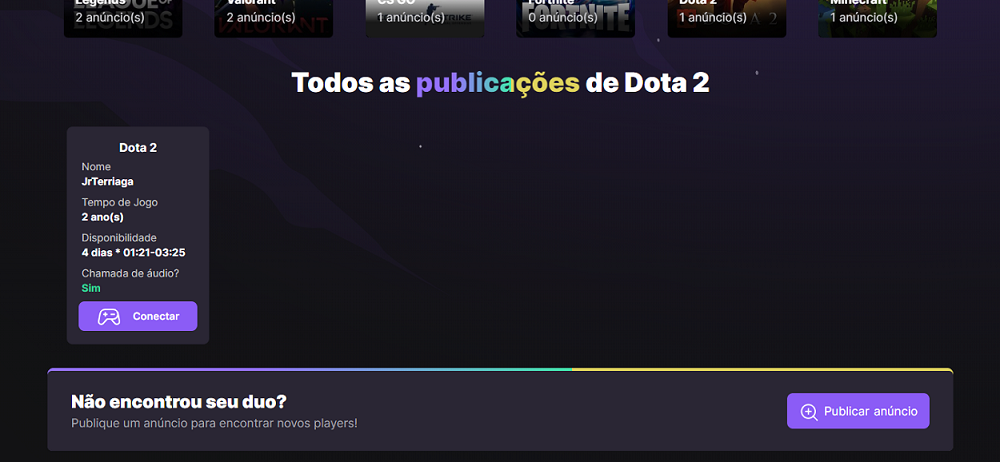 Legends
Valorant
CS GO
Fortnite
Dota 2
Minecraft
2 anúncio(s)
2 anúncio(s)
1 anúncio(s)
0 anúncio(s)
1 anúncio(s)
1 anúncio(s)
LEGENDS
VALORANT
FORTNITE
Todos as publicações de Dota 2
Dota 2
Nome
JrTerriaga
Tempo de Jogo
2 ano(s)
Disponibilidade
4 dias * 01:21-03:25
Chamada de áudio?
Sim
Conectar
Não encontrou seu duo?
Publique um anúncio para encontrar novos players!
Publicar anúncio